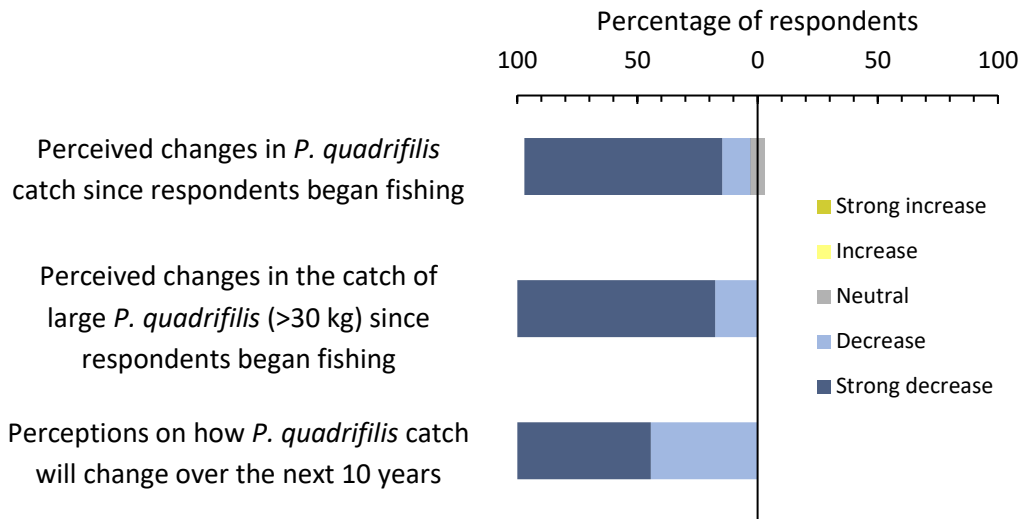 Percentage of respondents
100 50 0 50 100
Perceived changes in P. quadrifilis
catch since respondents began fishing
Perceived changes in the catch of
large P. quadrifilis (>30 kg) since
respondents began fishing
Perceptions on how P. quadrifilis catch
will change over the next 10 years
Strong increase
Increase
Neutral
Decrease
Strong decrease